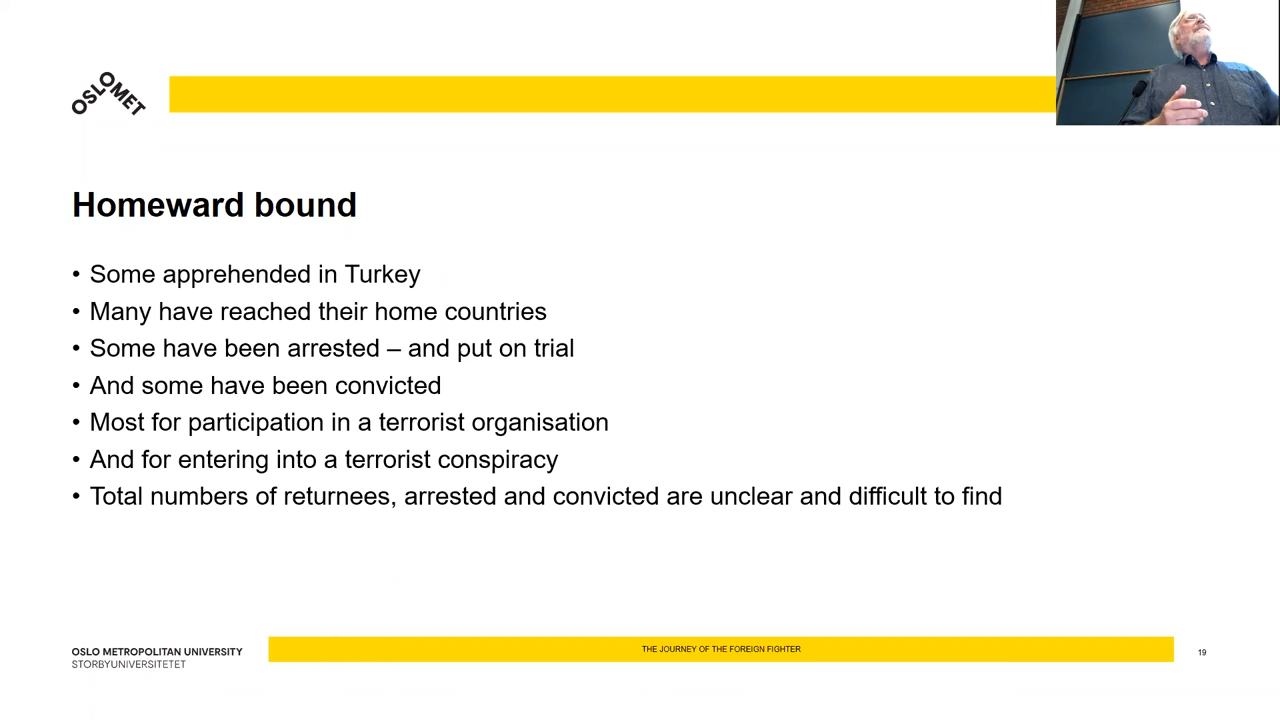 OSLOMET
Homeward bound
• Some apprehended in Turkey
• Many have reached their home countries
• Some have been arrested – and put on trial
• And some have been convicted
• Most for participation in a terrorist organisation
• And for entering into a terrorist conspiracy
• Total numbers of returnees, arrested and convicted are unclear and difficult to find
OSLO METROPOLITAN UNIVERSITY
STORBYUNIVERSITETET
THE JOURNEY OF THE FOREIGN FIGHTER
19